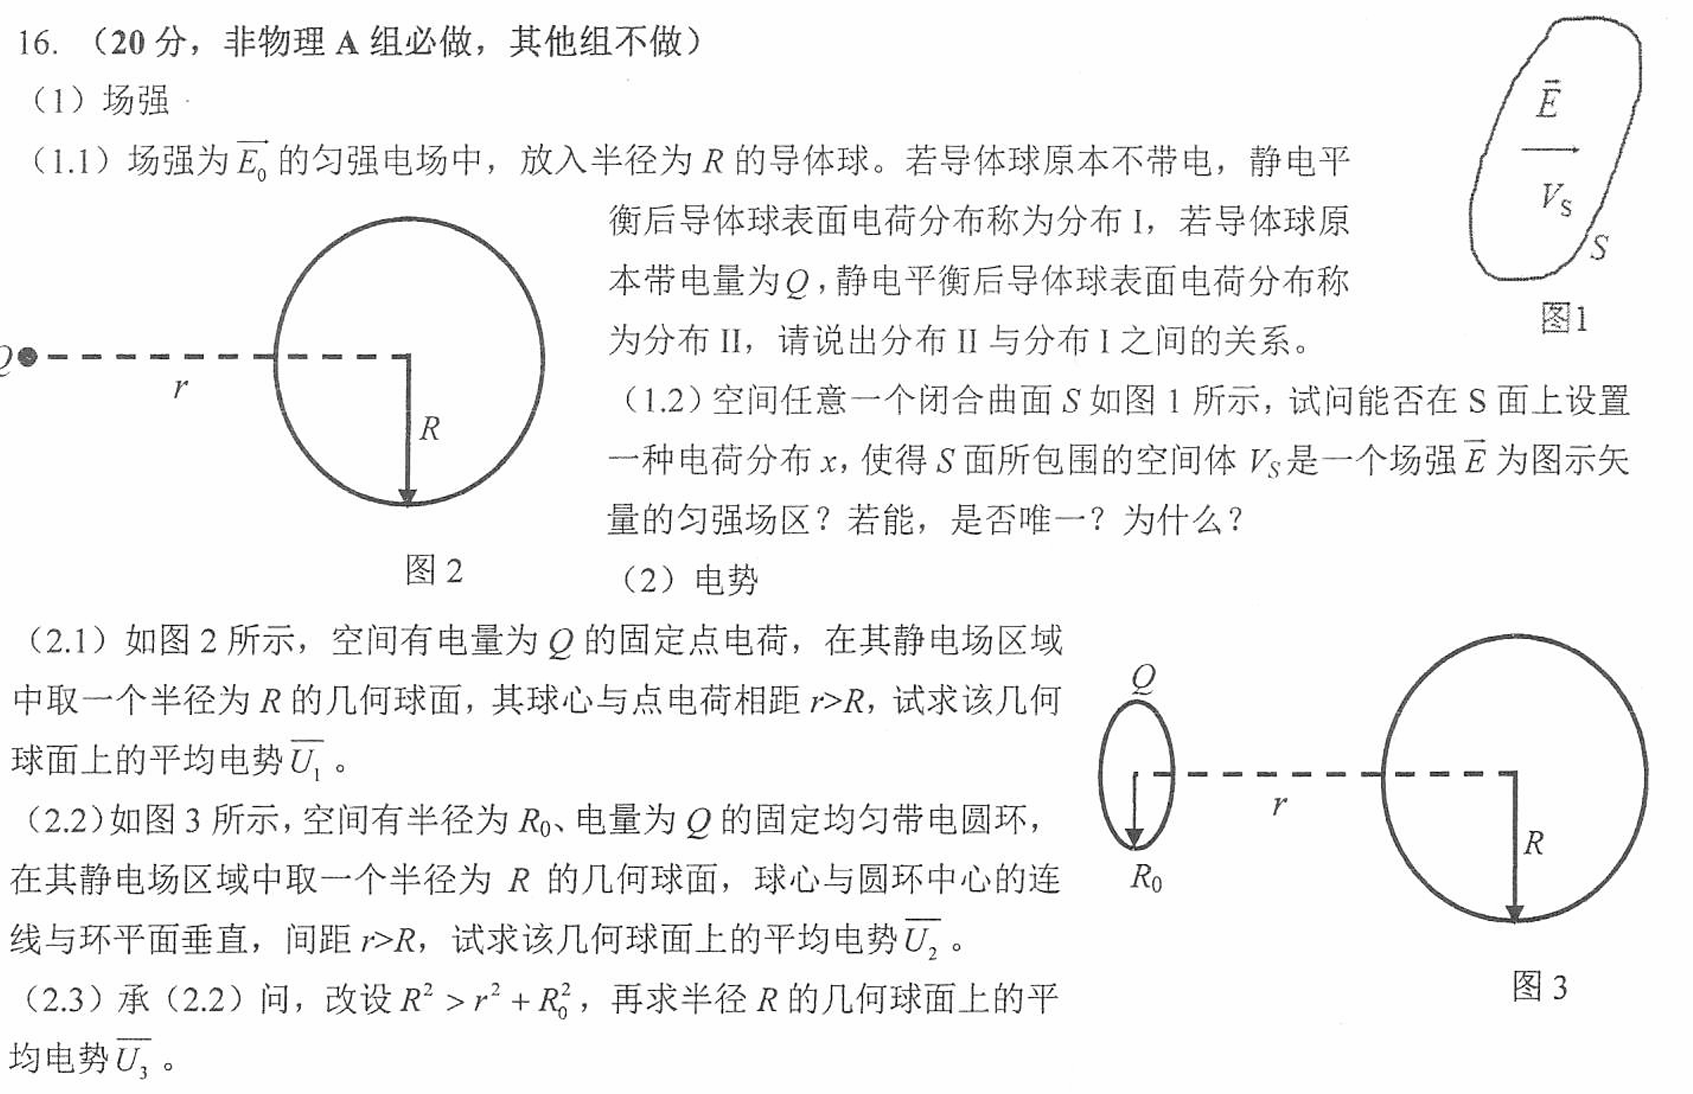 16. （20 分，非物理 A 组必做，其他组不做）
（1）场强
（1.1）场强为 $\overrightarrow{E_0}$ 的匀强电场中，放入半径为 R 的导体球。若导体球原本不带电，静电平
衡后导体球表面电荷分布称为分布 I，若导体球原
本带电量为Q,静电平衡后导体球表面电荷分布称
为分布 II，请说出分布 II 与分布 I 之间的关系。
（1.2）空间任意一个闭合曲面 S 如图 1 所示，试问能否在 S 面上设置
一种电荷分布 x，使得 S 面所包围的空间体 $V_S$是一个场强 $\overline{E}$ 为图示矢
量的匀强场区？若能，是否唯一？为什么？
$\vec{E}$
$V_S$
S
图1
Q
r
R
图 2
（2）电势
（2.1）如图 2 所示，空间有电量为 Q 的固定点电荷，在其静电场区域
中取一个半径为 R 的几何球面，其球心与点电荷相距 r>R，试求该几何
球面上的平均电势$\overline{U_1}$。
（2.2）如图 3 所示，空间有半径为 R₀、电量为 Q 的固定均匀带电圆环，
在其静电场区域中取一个半径为 R 的几何球面，球心与圆环中心的连
线与环平面垂直，间距 r>R，试求该几何球面上的平均电势$\overline{U_2}$。
（2.3）承（2.2）问，改设 $R^2 > r^2 + R_0^2$，再求半径 R 的几何球面上的平
均电势$\overline{U_3}$。
Q
r
R
R₀
图 3